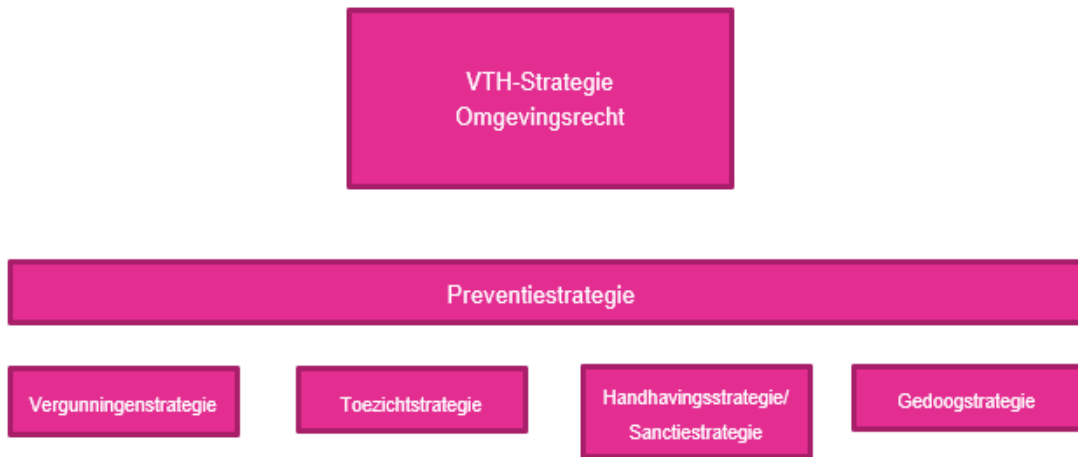 VTH-Strategie
Omgevingsrecht
Preventiestrategie
Vergunningenstrategie
Toezichtstrategie
Handhavingsstrategie/
Sanctiestrategie
Gedoogstrategie